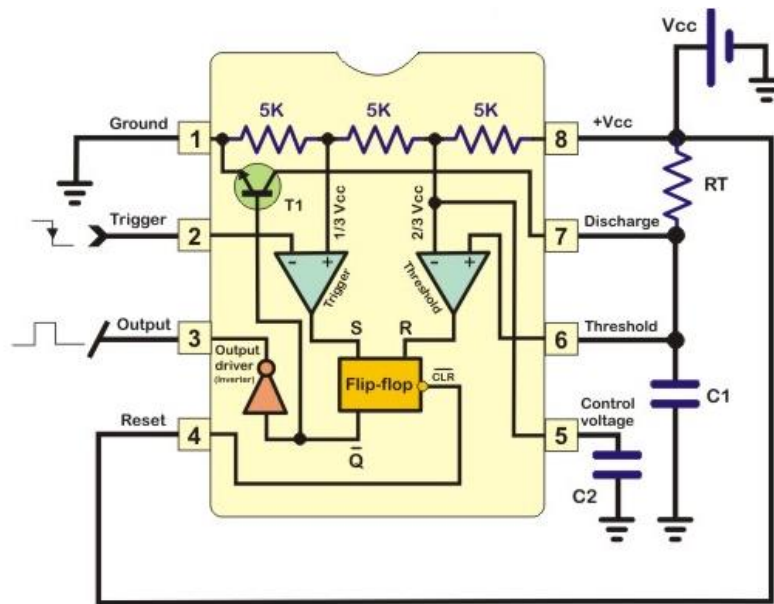 Vcc
5K
5K
5K
Ground
1
8
+Vcc
T1
RT
1/3 Vcc
2/3 Vcc
Trigger
2
7
Discharge
-
+
-
+
Trigger
Threshold
Output
3
S
R
6
Threshold
Output
driver
(inverter)
Flip-flop
CLR
C1
Reset
4
Control
voltage
5
Q
C2